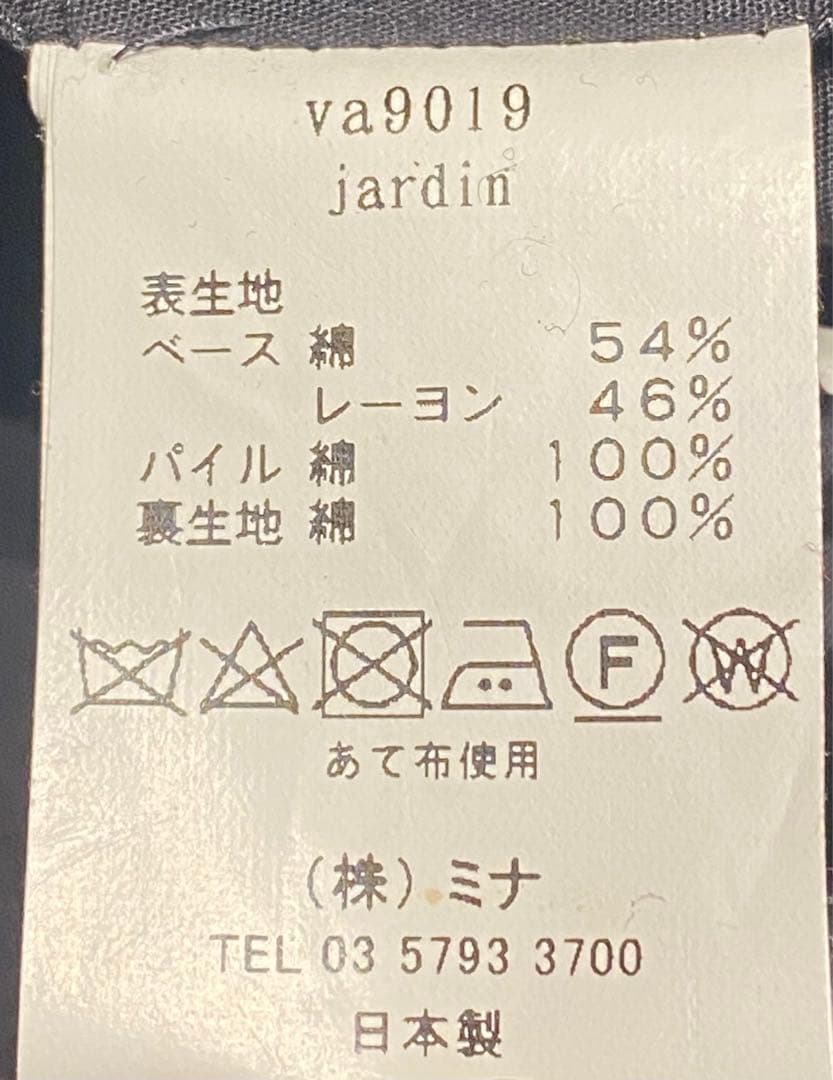 va9019
jardin
表生地
ベース 綿 54%
レーヨン 46%
パイル 綿 100%
裏生地 綿 100%
F W
あて布使用
(株)ミナ
TEL 03 5793 3700
日本製